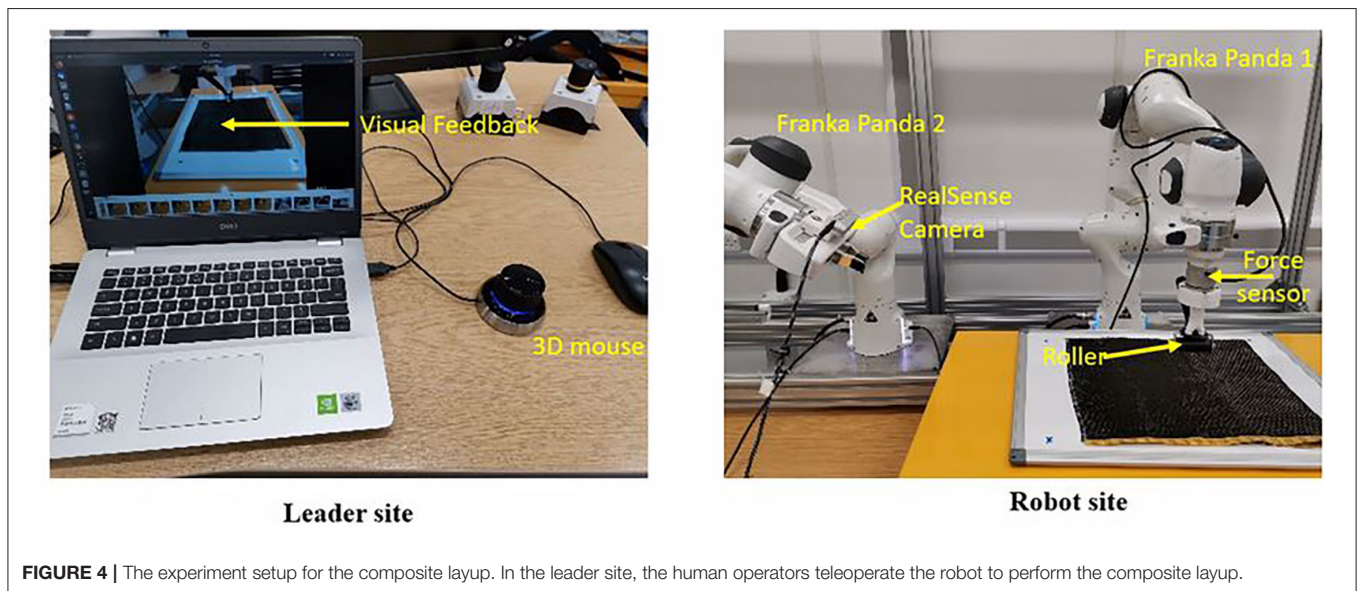 Visual Feedback
DELL
3D mouse
Leader site
Franka Panda 1
Franka Panda 2
RealSense
Camera
Force
sensor
Roller
Robot site
FIGURE 4 | The experiment setup for the composite layup. In the leader site, the human operators teleoperate the robot to perform the composite layup.